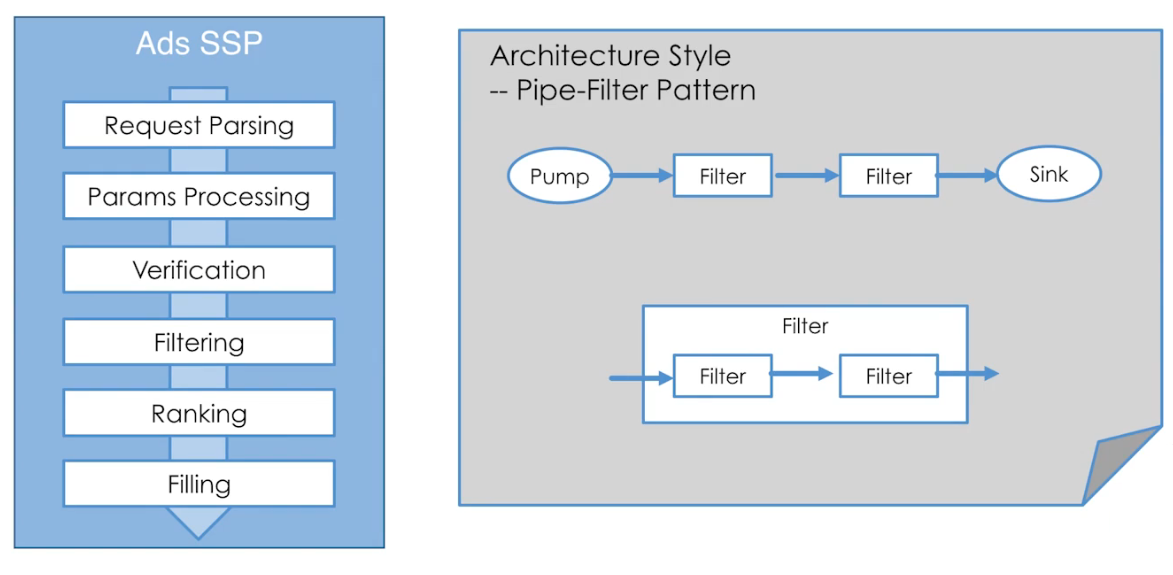 Ads SSP
Request Parsing
Params Processing
Verification
Filtering
Ranking
Filling
Architecture Style
-- Pipe-Filter Pattern
Pump
Filter
Filter
Sink
Filter
Filter
Filter